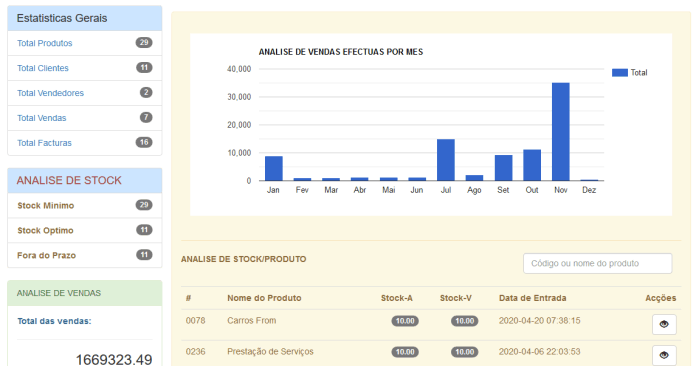 Estatisticas Gerais
Total Produtos 29
Total Clientes 11
Total Vendedores 2
Total Vendas 7
Total Facturas 16
ANALISE DE STOCK
Stock Minimo 29
Stock Optimo 11
Fora do Prazo 11
ANALISE DE VENDAS
Total das vendas:
1669323.49
ANALISE DE VENDAS EFECTUAS POR MES
40,000
30,000
20,000
10,000
0
Jan Fev Mar Abr Mai Jun Jul Ago Set Out Nov Dez
Total
ANALISE DE STOCK/PRODUTO
Código ou nome do produto
# Nome do Produto Stock-A Stock-V Data de Entrada Acções
0078 Carros From 10.00 10.00 2020-04-20 07:38:15
0236 Prestação de Serviços 10.00 10.00 2020-04-06 22:03:53